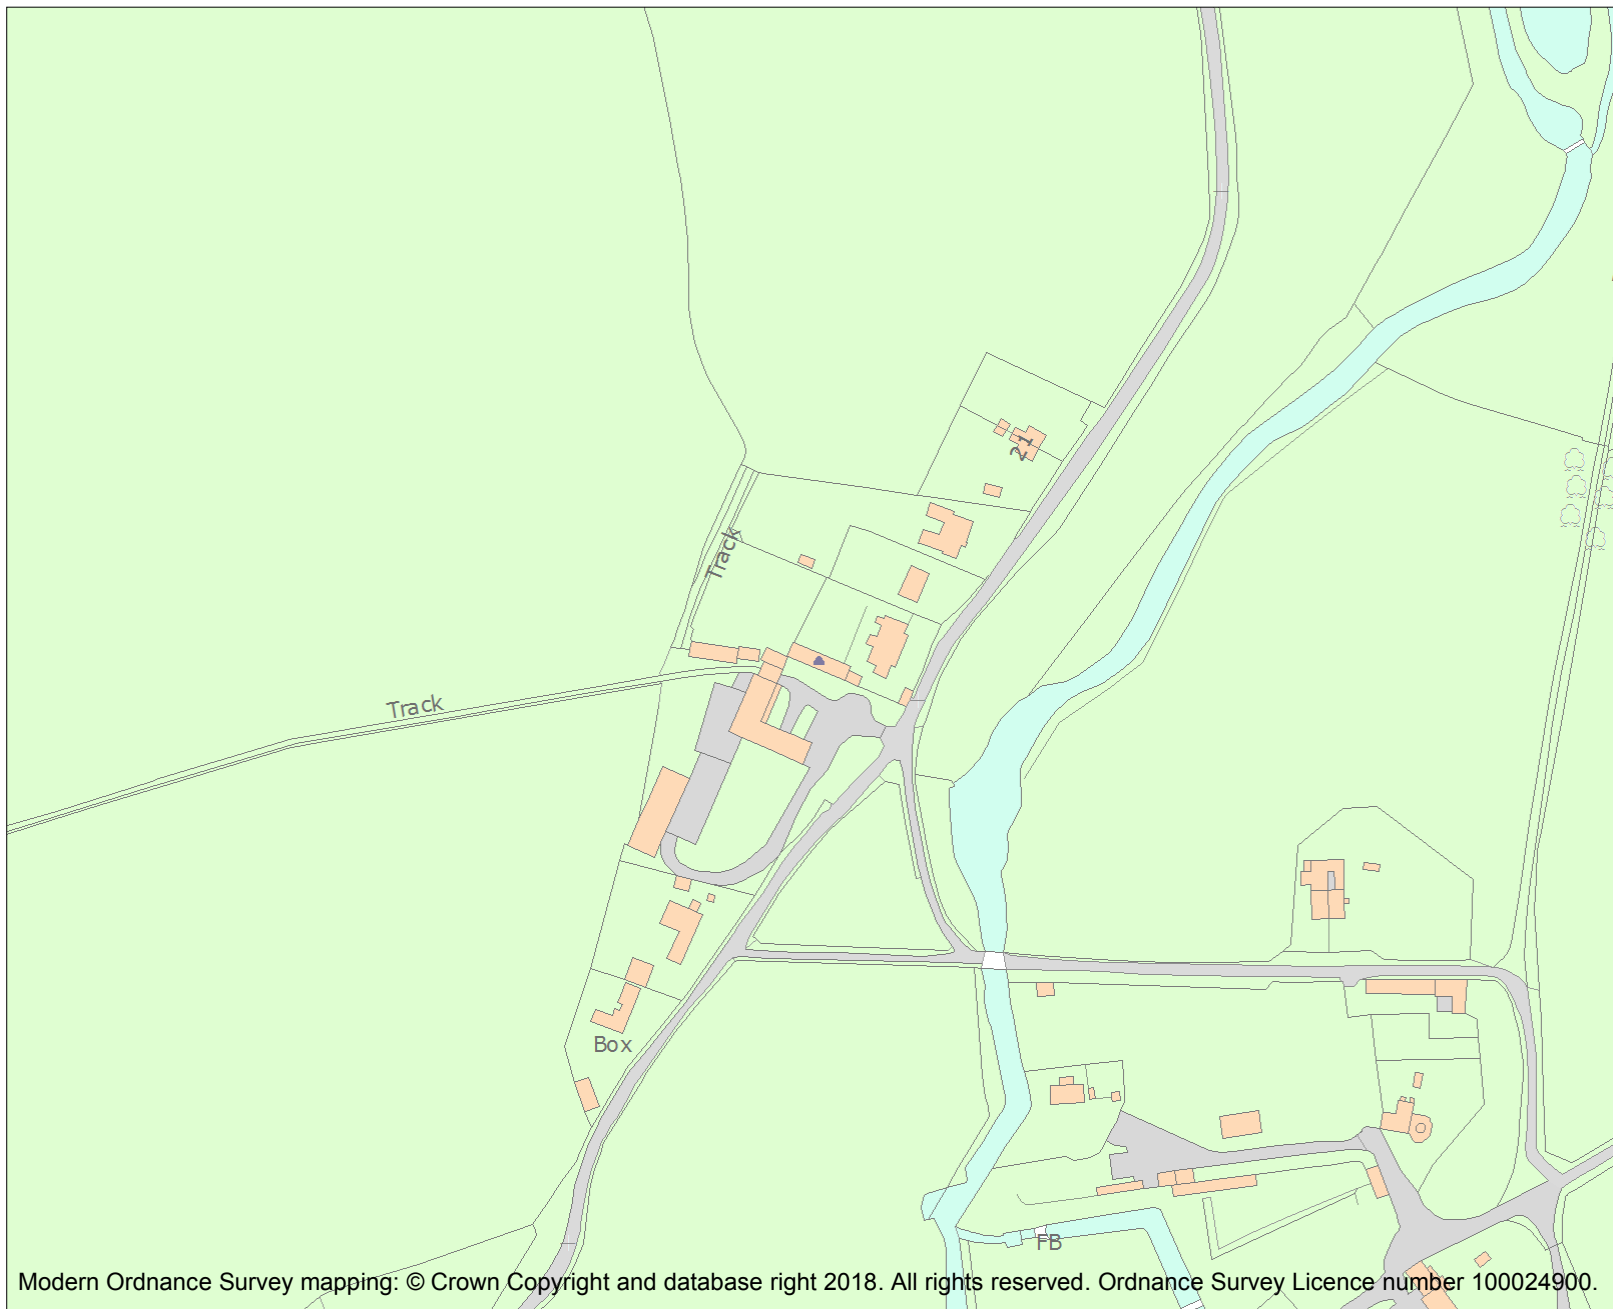 21
Track
Track
Box
FB
Modern Ordnance Survey mapping: © Crown Copyright and database right 2018. All rights reserved. Ordnance Survey Licence number 100024900.